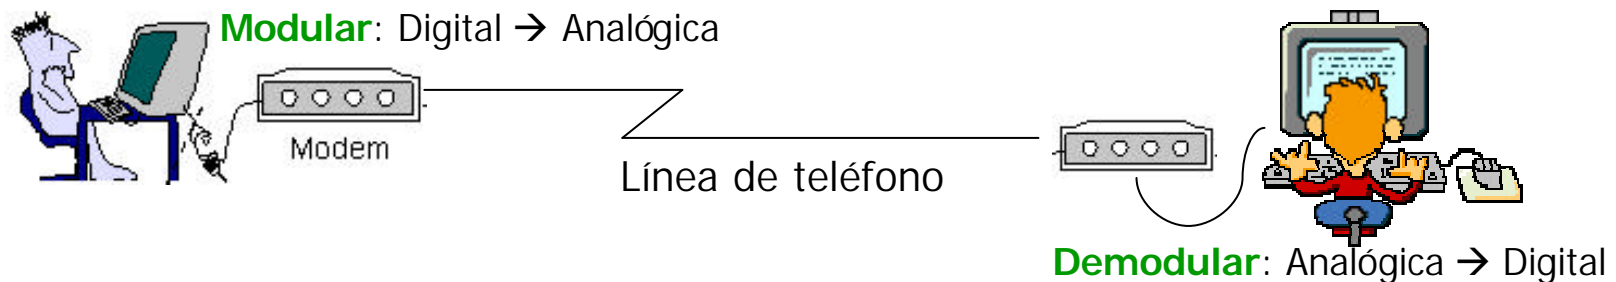 Modular: Digital → Analógica
Modem
Línea de teléfono
Demodular: Analógica → Digital